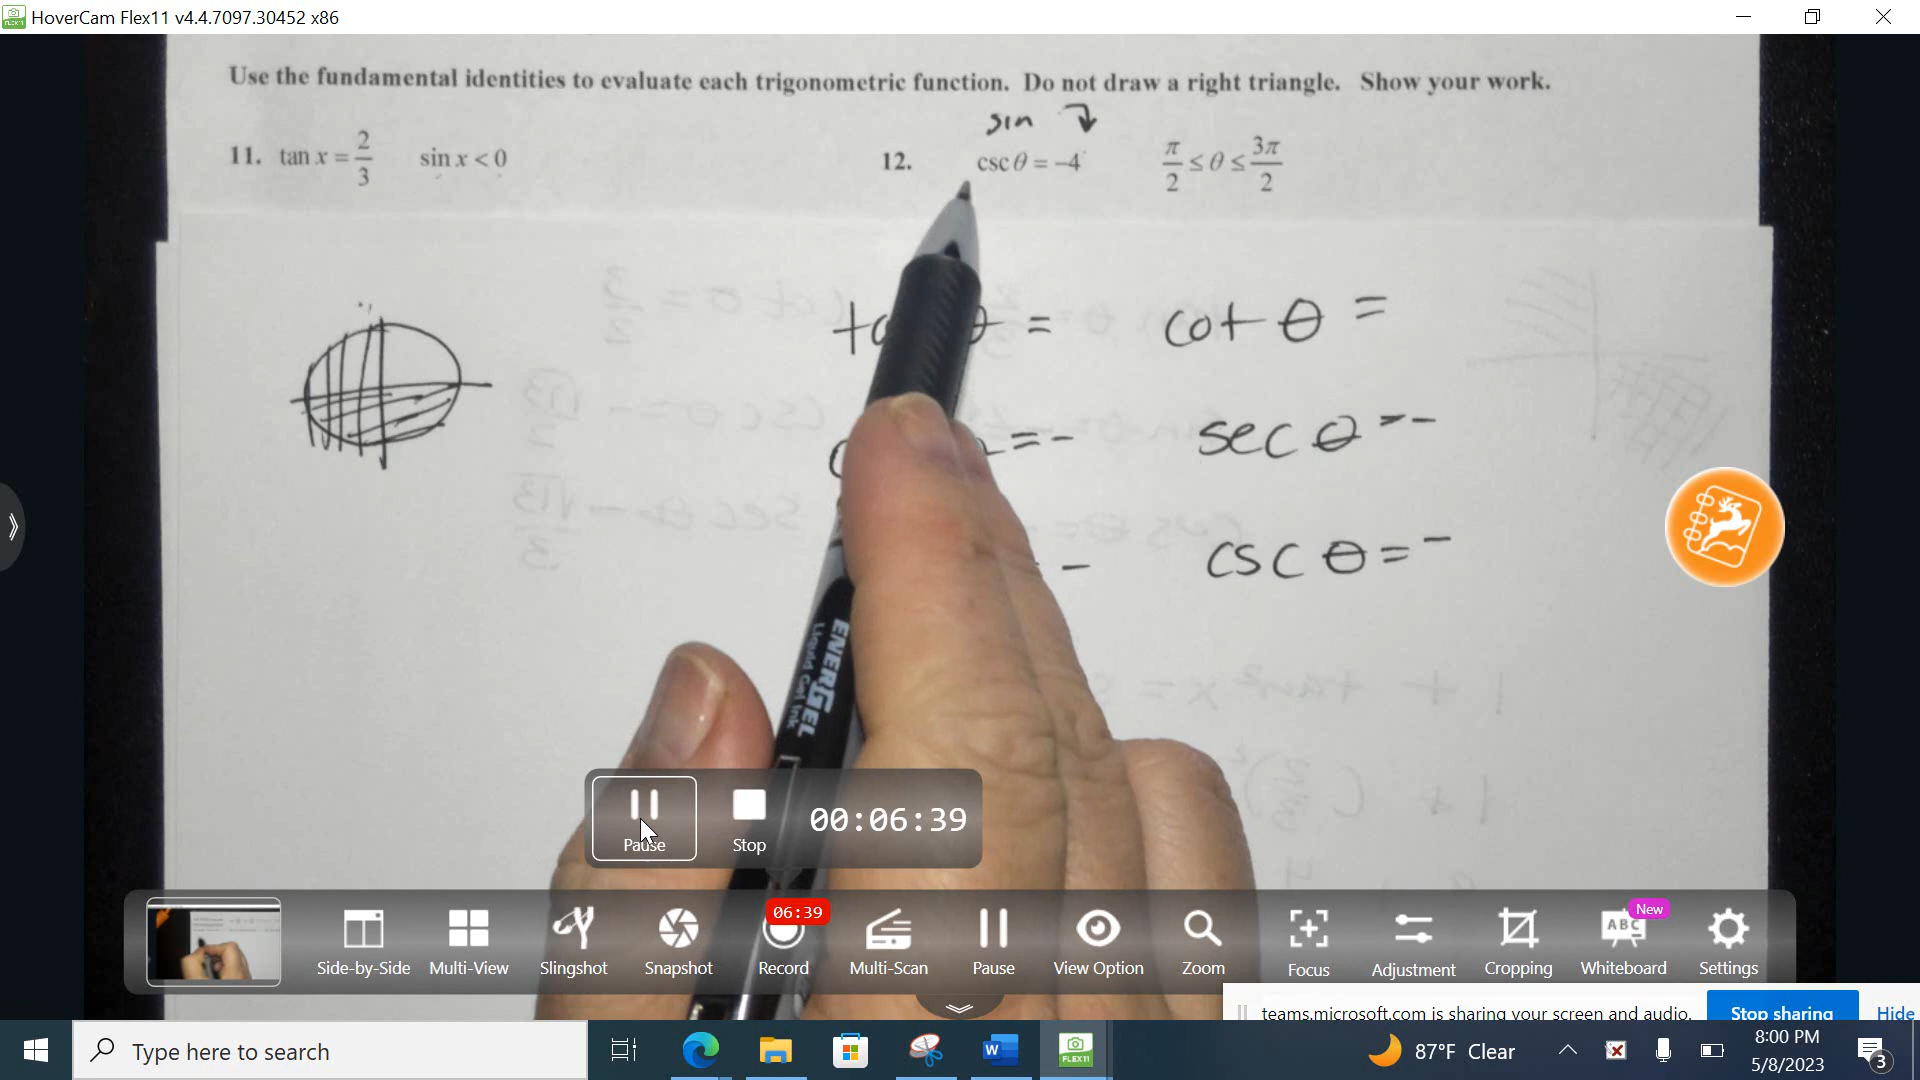 HoverCam Flex11 v4.4.7097.30452 x86
Use the fundamental identities to evaluate each trigonometric function. Do not draw a right triangle. Show your work.
sin
11. tan x = 2/3 sin x < 0
12. csc θ = -4 π/2 ≤ θ ≤ 3π/2
= cot θ =
= - sec θ = -
- csc θ = -
ENERGEL
Liquid Gel Ink
Pause
Stop
00:06:39
06:39
New
ABC
Side-by-Side
Multi-View
Slingshot
Snapshot
Record
Multi-Scan
Pause
View Option
Zoom
Focus
Adjustment
Cropping
Whiteboard
Settings
teams.microsoft.com is sharing your screen and audio.
Stop sharing
Hide
Type here to search
FLEX11
87°F Clear
8:00 PM
5/8/2023
3